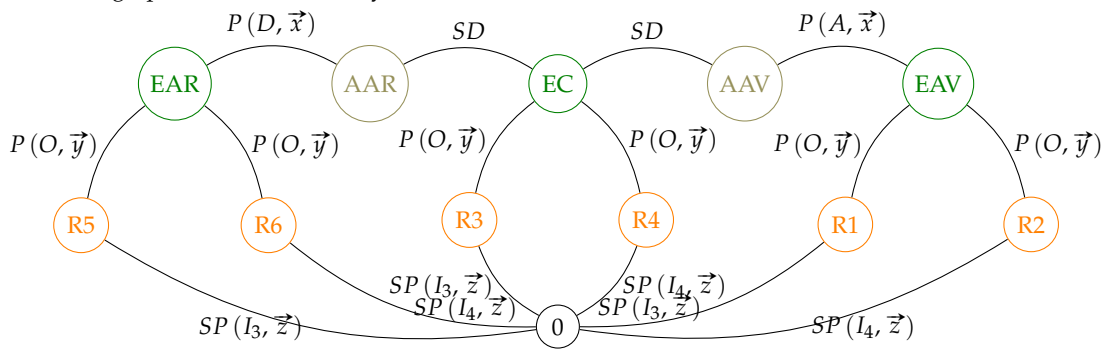 P (D, x⃗) SD SD P (A, x⃗)
EAR AAR EC AAV EAV
P (O, y⃗) P (O, y⃗) P (O, y⃗) P (O, y⃗) P (O, y⃗) P (O, y⃗)
R5 R6 R3 R4 R1 R2
SP (I₃, z⃗) SP (I₄, z⃗)
SP (I₄, z⃗) SP (I₃, z⃗)
SP (I₃, z⃗) 0 SP (I₄, z⃗)